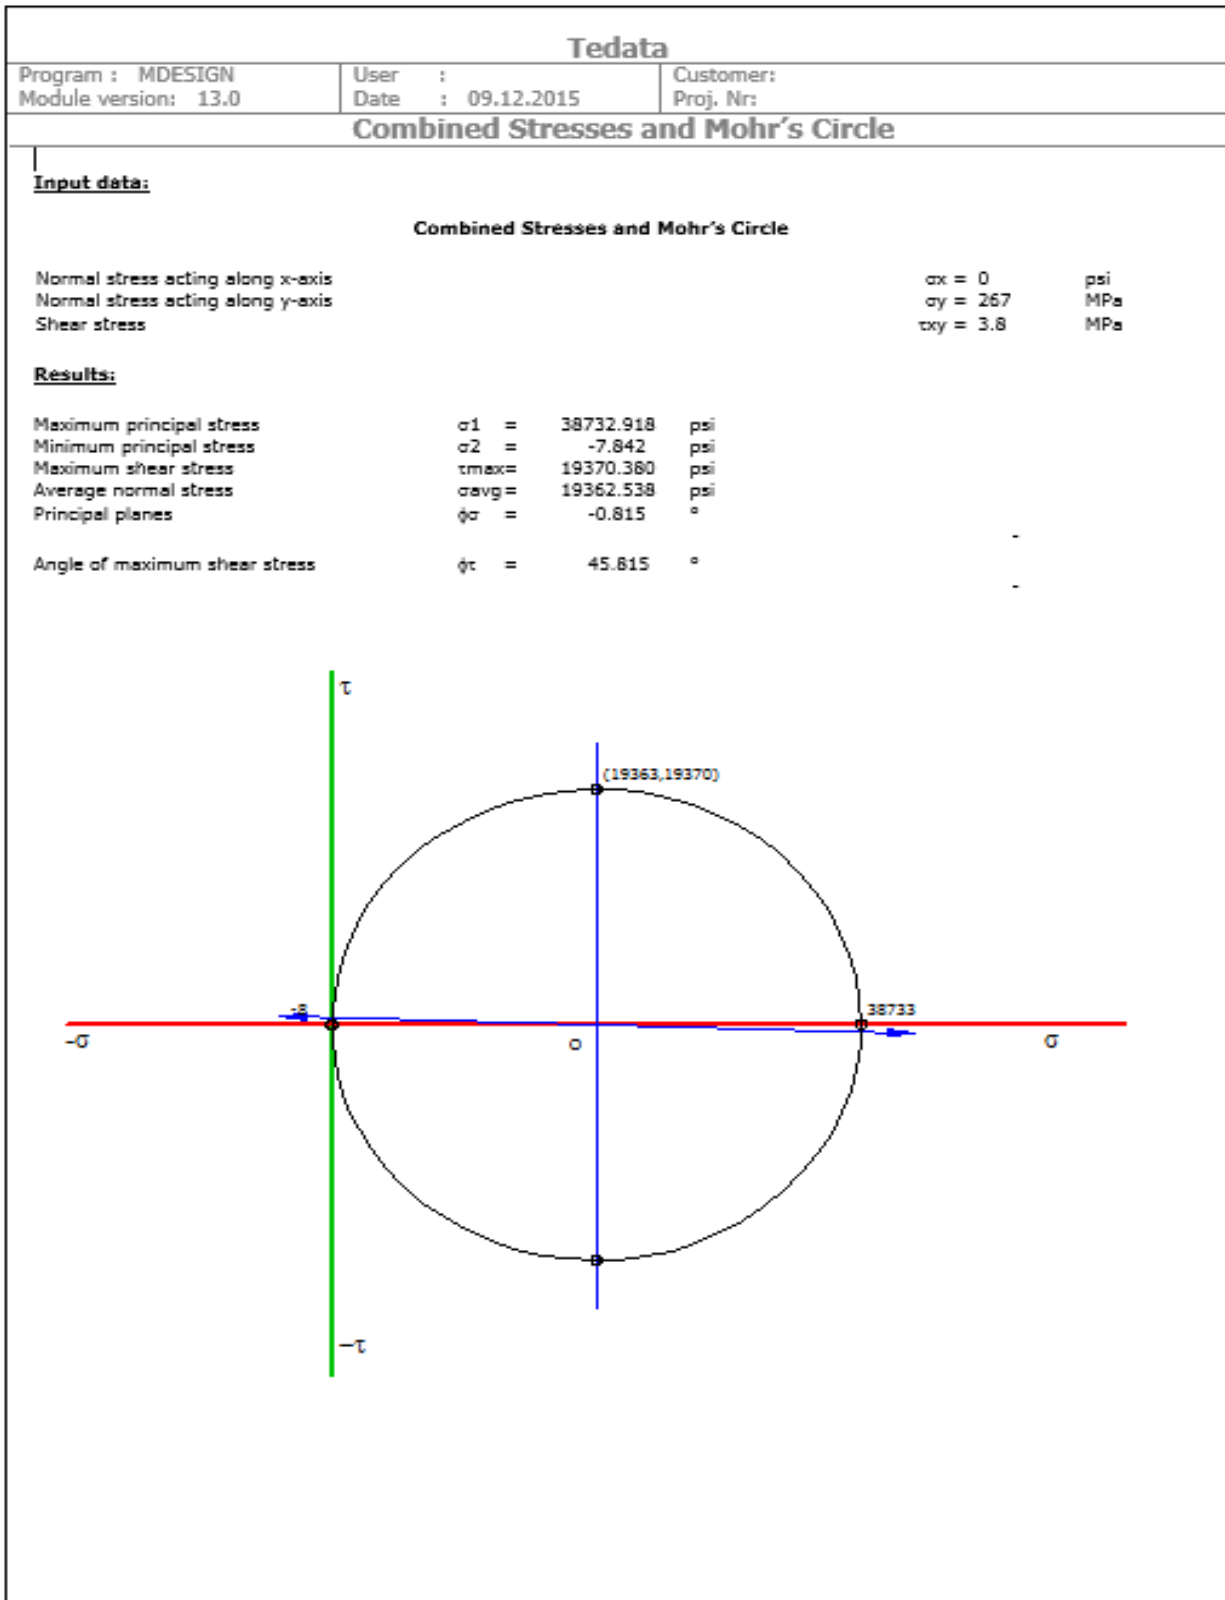 Tedata
Program : MDESIGN User : Customer:
Module version: 13.0 Date : 09.12.2015 Proj. Nr:
Combined Stresses and Mohr's Circle
Input data:
Combined Stresses and Mohr's Circle
Normal stress acting along x-axis σx = 0 psi
Normal stress acting along y-axis σy = 267 MPa
Shear stress τxy = 3.8 MPa
Results:
Maximum principal stress σ1 = 38732.918 psi
Minimum principal stress σ2 = -7.842 psi
Maximum shear stress τmax= 19370.380 psi
Average normal stress σavg= 19362.538 psi
Principal planes ϕσ = -0.815 °
-
Angle of maximum shear stress ϕτ = 45.815 °
-
τ
(19363,19370)
-8
38733
-σ
o
σ
-τ